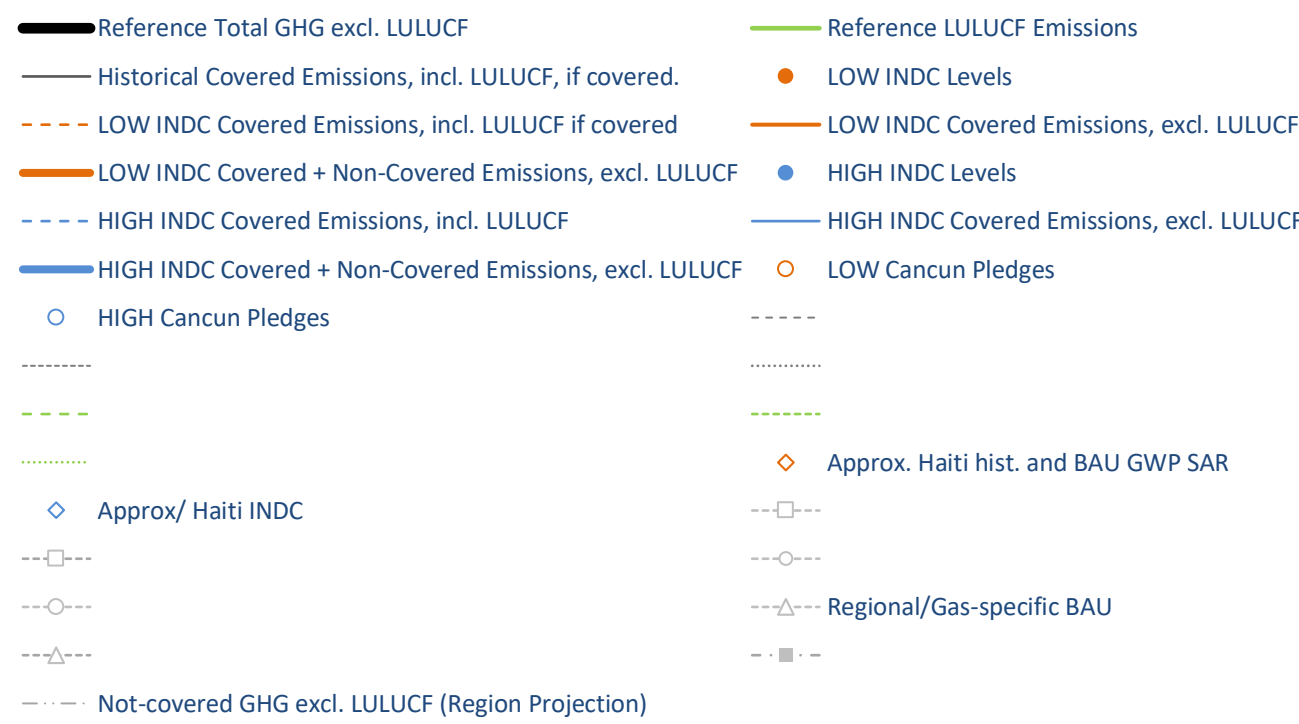 Reference Total GHG excl. LULUCF
Reference LULUCF Emissions
Historical Covered Emissions, incl. LULUCF, if covered.
LOW INDC Levels
LOW INDC Covered Emissions, incl. LULUCF if covered
LOW INDC Covered Emissions, excl. LULUCF
LOW INDC Covered + Non-Covered Emissions, excl. LULUCF
HIGH INDC Levels
HIGH INDC Covered Emissions, incl. LULUCF
HIGH INDC Covered Emissions, excl. LULUCF
HIGH INDC Covered + Non-Covered Emissions, excl. LULUCF
LOW Cancun Pledges
HIGH Cancun Pledges
Approx. Haiti hist. and BAU GWP SAR
Approx/ Haiti INDC
Regional/Gas-specific BAU
Not-covered GHG excl. LULUCF (Region Projection)